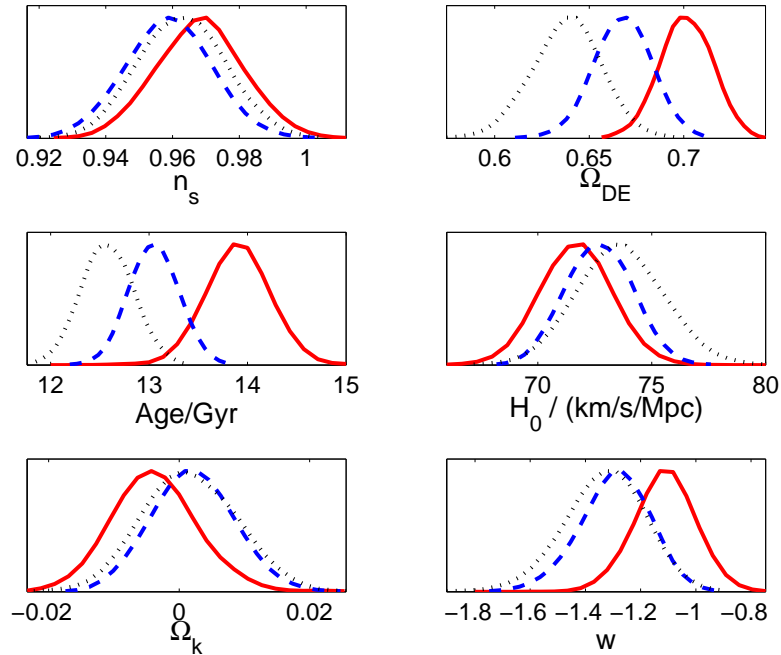 0.92 0.94 0.96 0.98 1
n_s
0.6 0.65 0.7
Ω_DE
12 13 14 15
Age/Gyr
70 75 80
H_0 / (km/s/Mpc)
−0.02 0 0.02
Ω_k
−1.8 −1.6 −1.4 −1.2 −1 −0.8
w